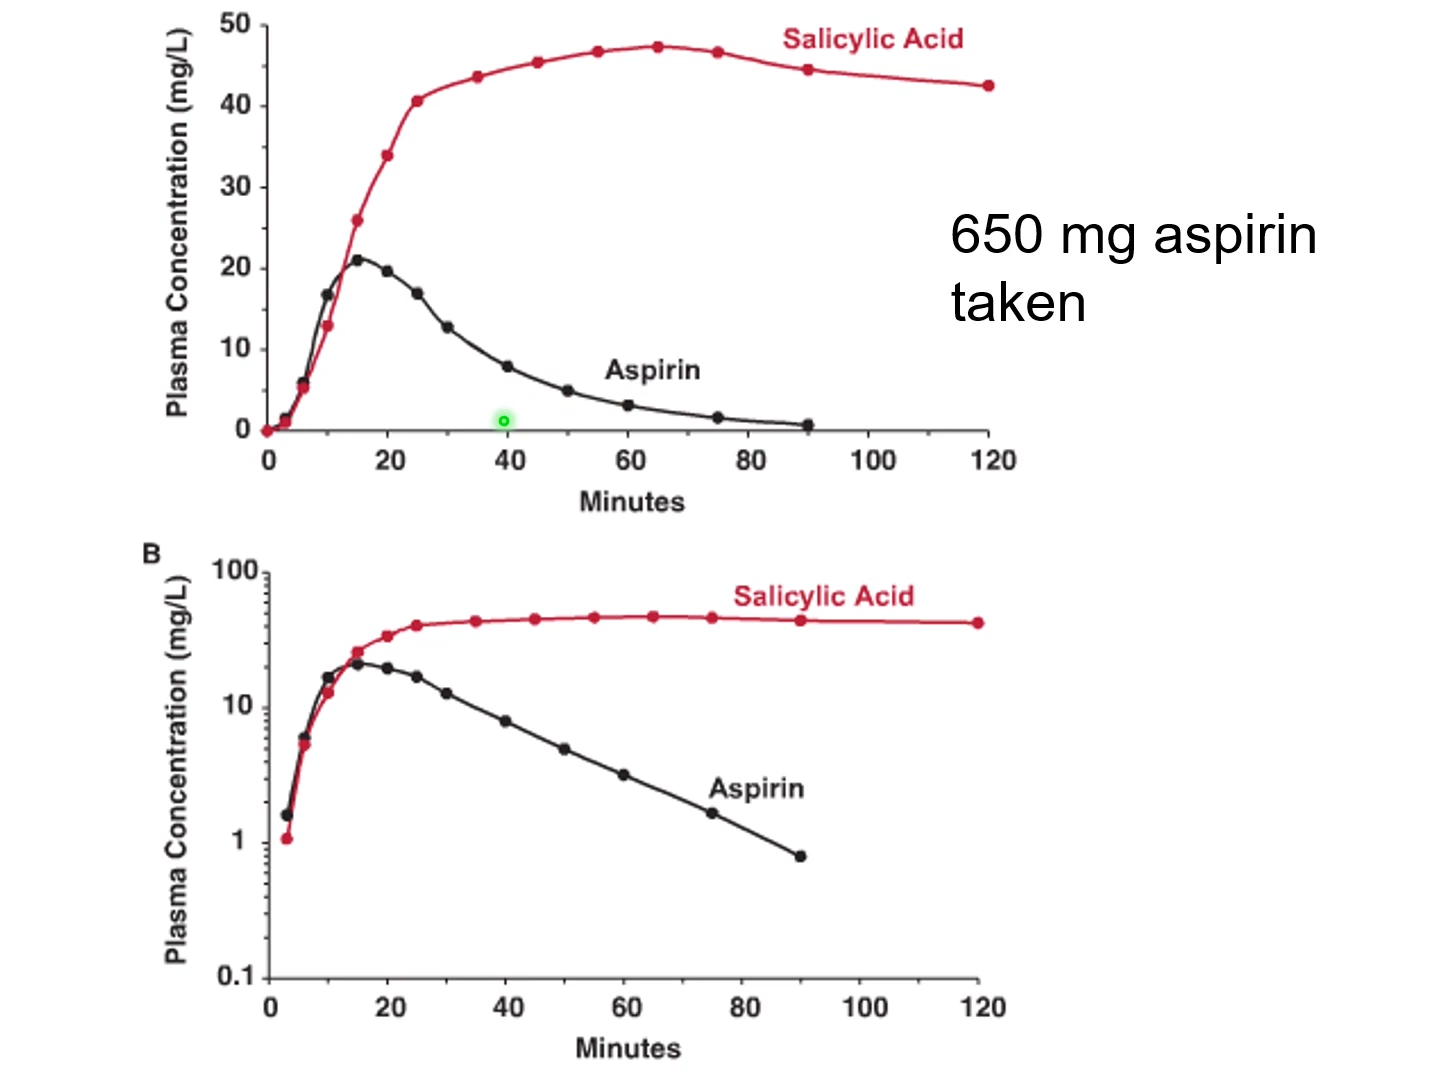 50
40
30
20
10
0
Plasma Concentration (mg/L)
Salicylic Acid
Aspirin
0 20 40 60 80 100 120
Minutes
650 mg aspirin
taken
B
100
10
1
0.1
Plasma Concentration (mg/L)
Salicylic Acid
Aspirin
0 20 40 60 80 100 120
Minutes